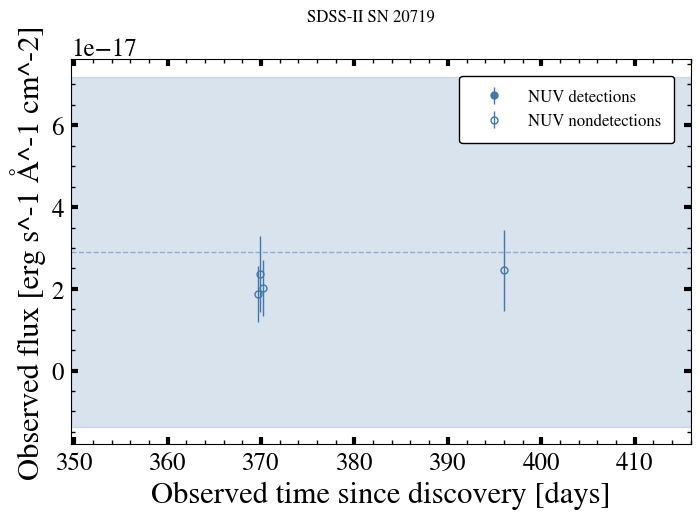 SDSS-II SN 20719
1e−17
Observed flux [erg s^-1 Å^-1 cm^-2]
6
4
2
0
NUV detections
NUV nondetections
350 360 370 380 390 400 410
Observed time since discovery [days]